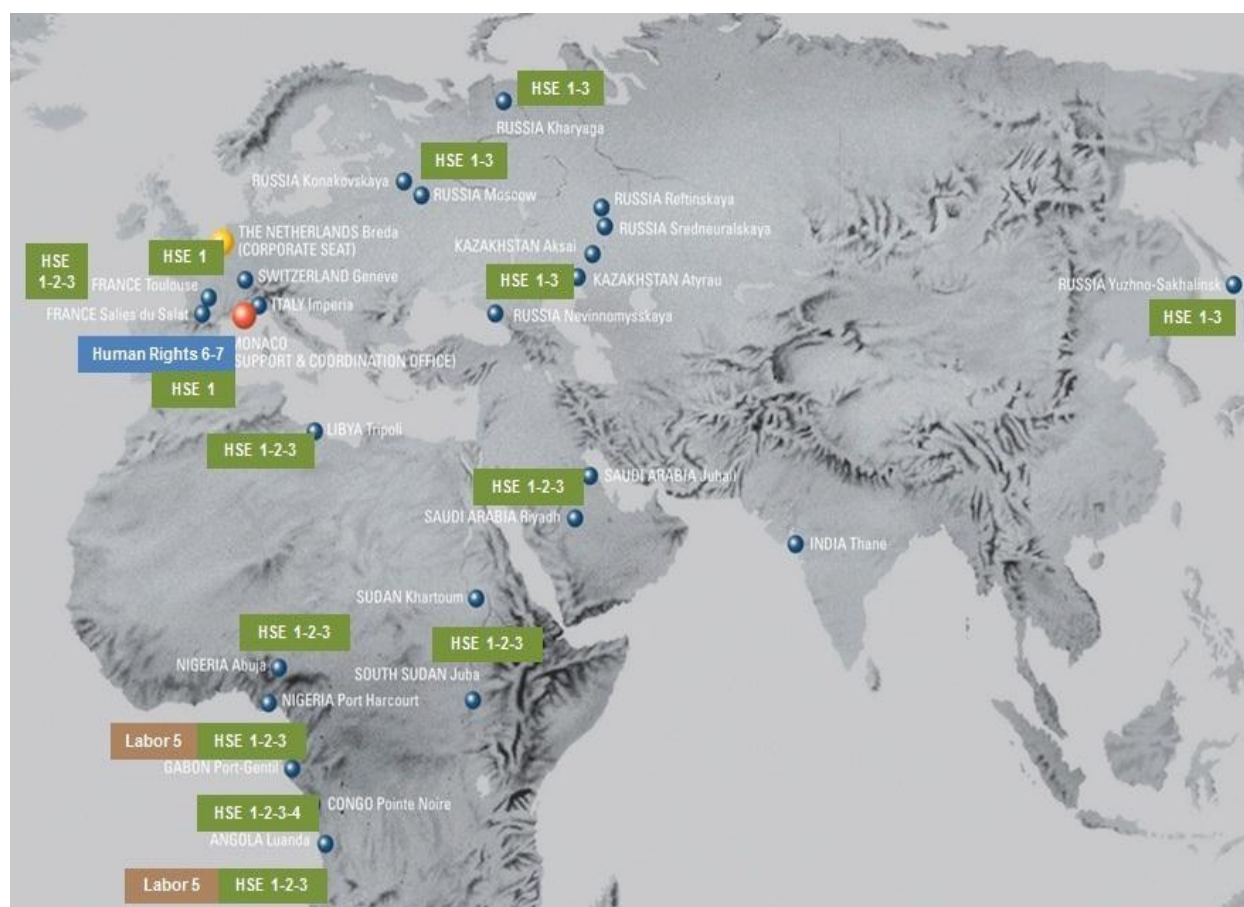 HSE 1-3
RUSSIA Kharyaga
HSE 1-3
RUSSIA Konakovskaya
RUSSIA Moscow
RUSSIA Reftinskaya
RUSSIA Sredneuralskaya
THE NETHERLANDS Breda
(CORPORATE SEAT)
KAZAKHSTAN Aksai
HSE 1
HSE
1-2-3
SWITZERLAND Geneve
HSE 1-3
KAZAKHSTAN Atyrau
FRANCE Toulouse
RUSSIA Yuzhno-Sakhalinsk
ITALY Imperia
FRANCE Salies du Salat
RUSSIA Nevinnomysskaya
HSE 1-3
Human Rights 6-7
MONACO
SUPPORT & COORDINATION OFFICE)
HSE 1
LIBYA Tripoli
HSE 1-2-3
SAUDI ARABIA Jubail
HSE 1-2-3
SAUDI ARABIA Riyadh
INDIA Thane
SUDAN Khartoum
HSE 1-2-3
HSE 1-2-3
NIGERIA Abuja
SOUTH SUDAN Juba
NIGERIA Port Harcourt
Labor 5
HSE 1-2-3
GABON Port-Gentil
CONGO Pointe Noire
HSE 1-2-3-4
ANGOLA Luanda
Labor 5
HSE 1-2-3